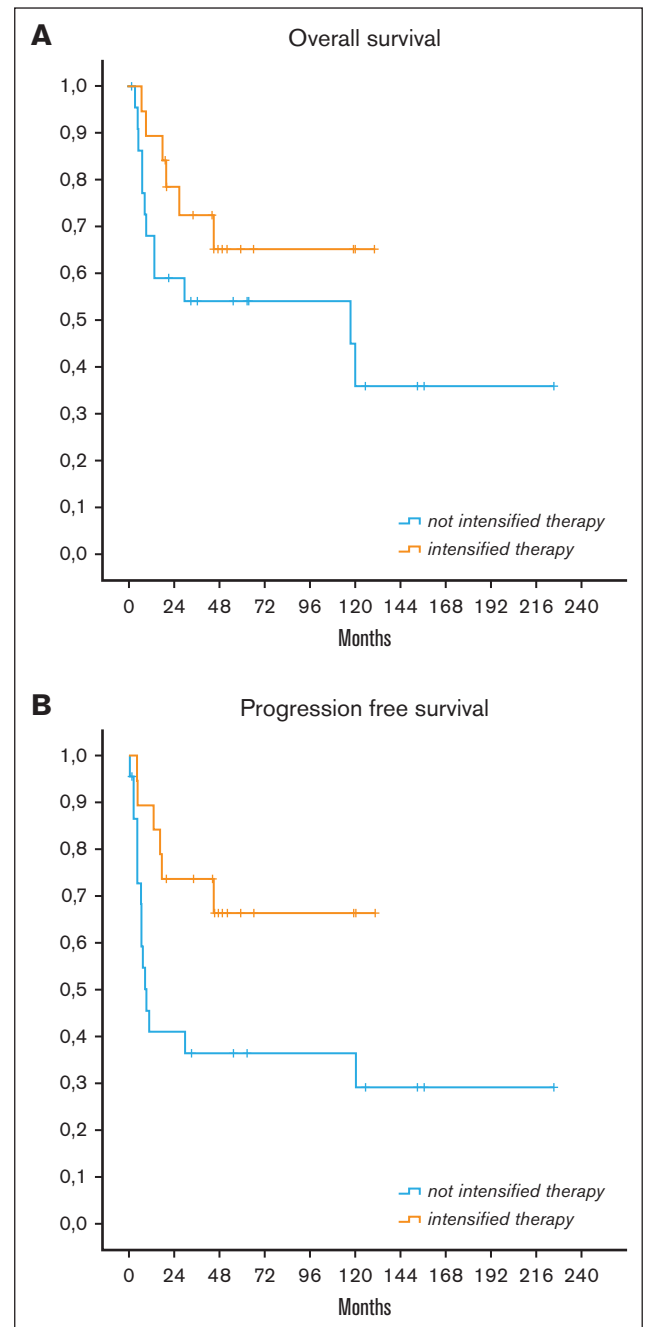 A
Overall survival
1,0
0,9
0,8
0,7
0,6
0,5
0,4
0,3
0,2
0,1
0,0
not intensified therapy
intensified therapy
0 24 48 72 96 120 144 168 192 216 240
Months
B
Progression free survival
1,0
0,9
0,8
0,7
0,6
0,5
0,4
0,3
0,2
0,1
0,0
not intensified therapy
intensified therapy
0 24 48 72 96 120 144 168 192 216 240
Months